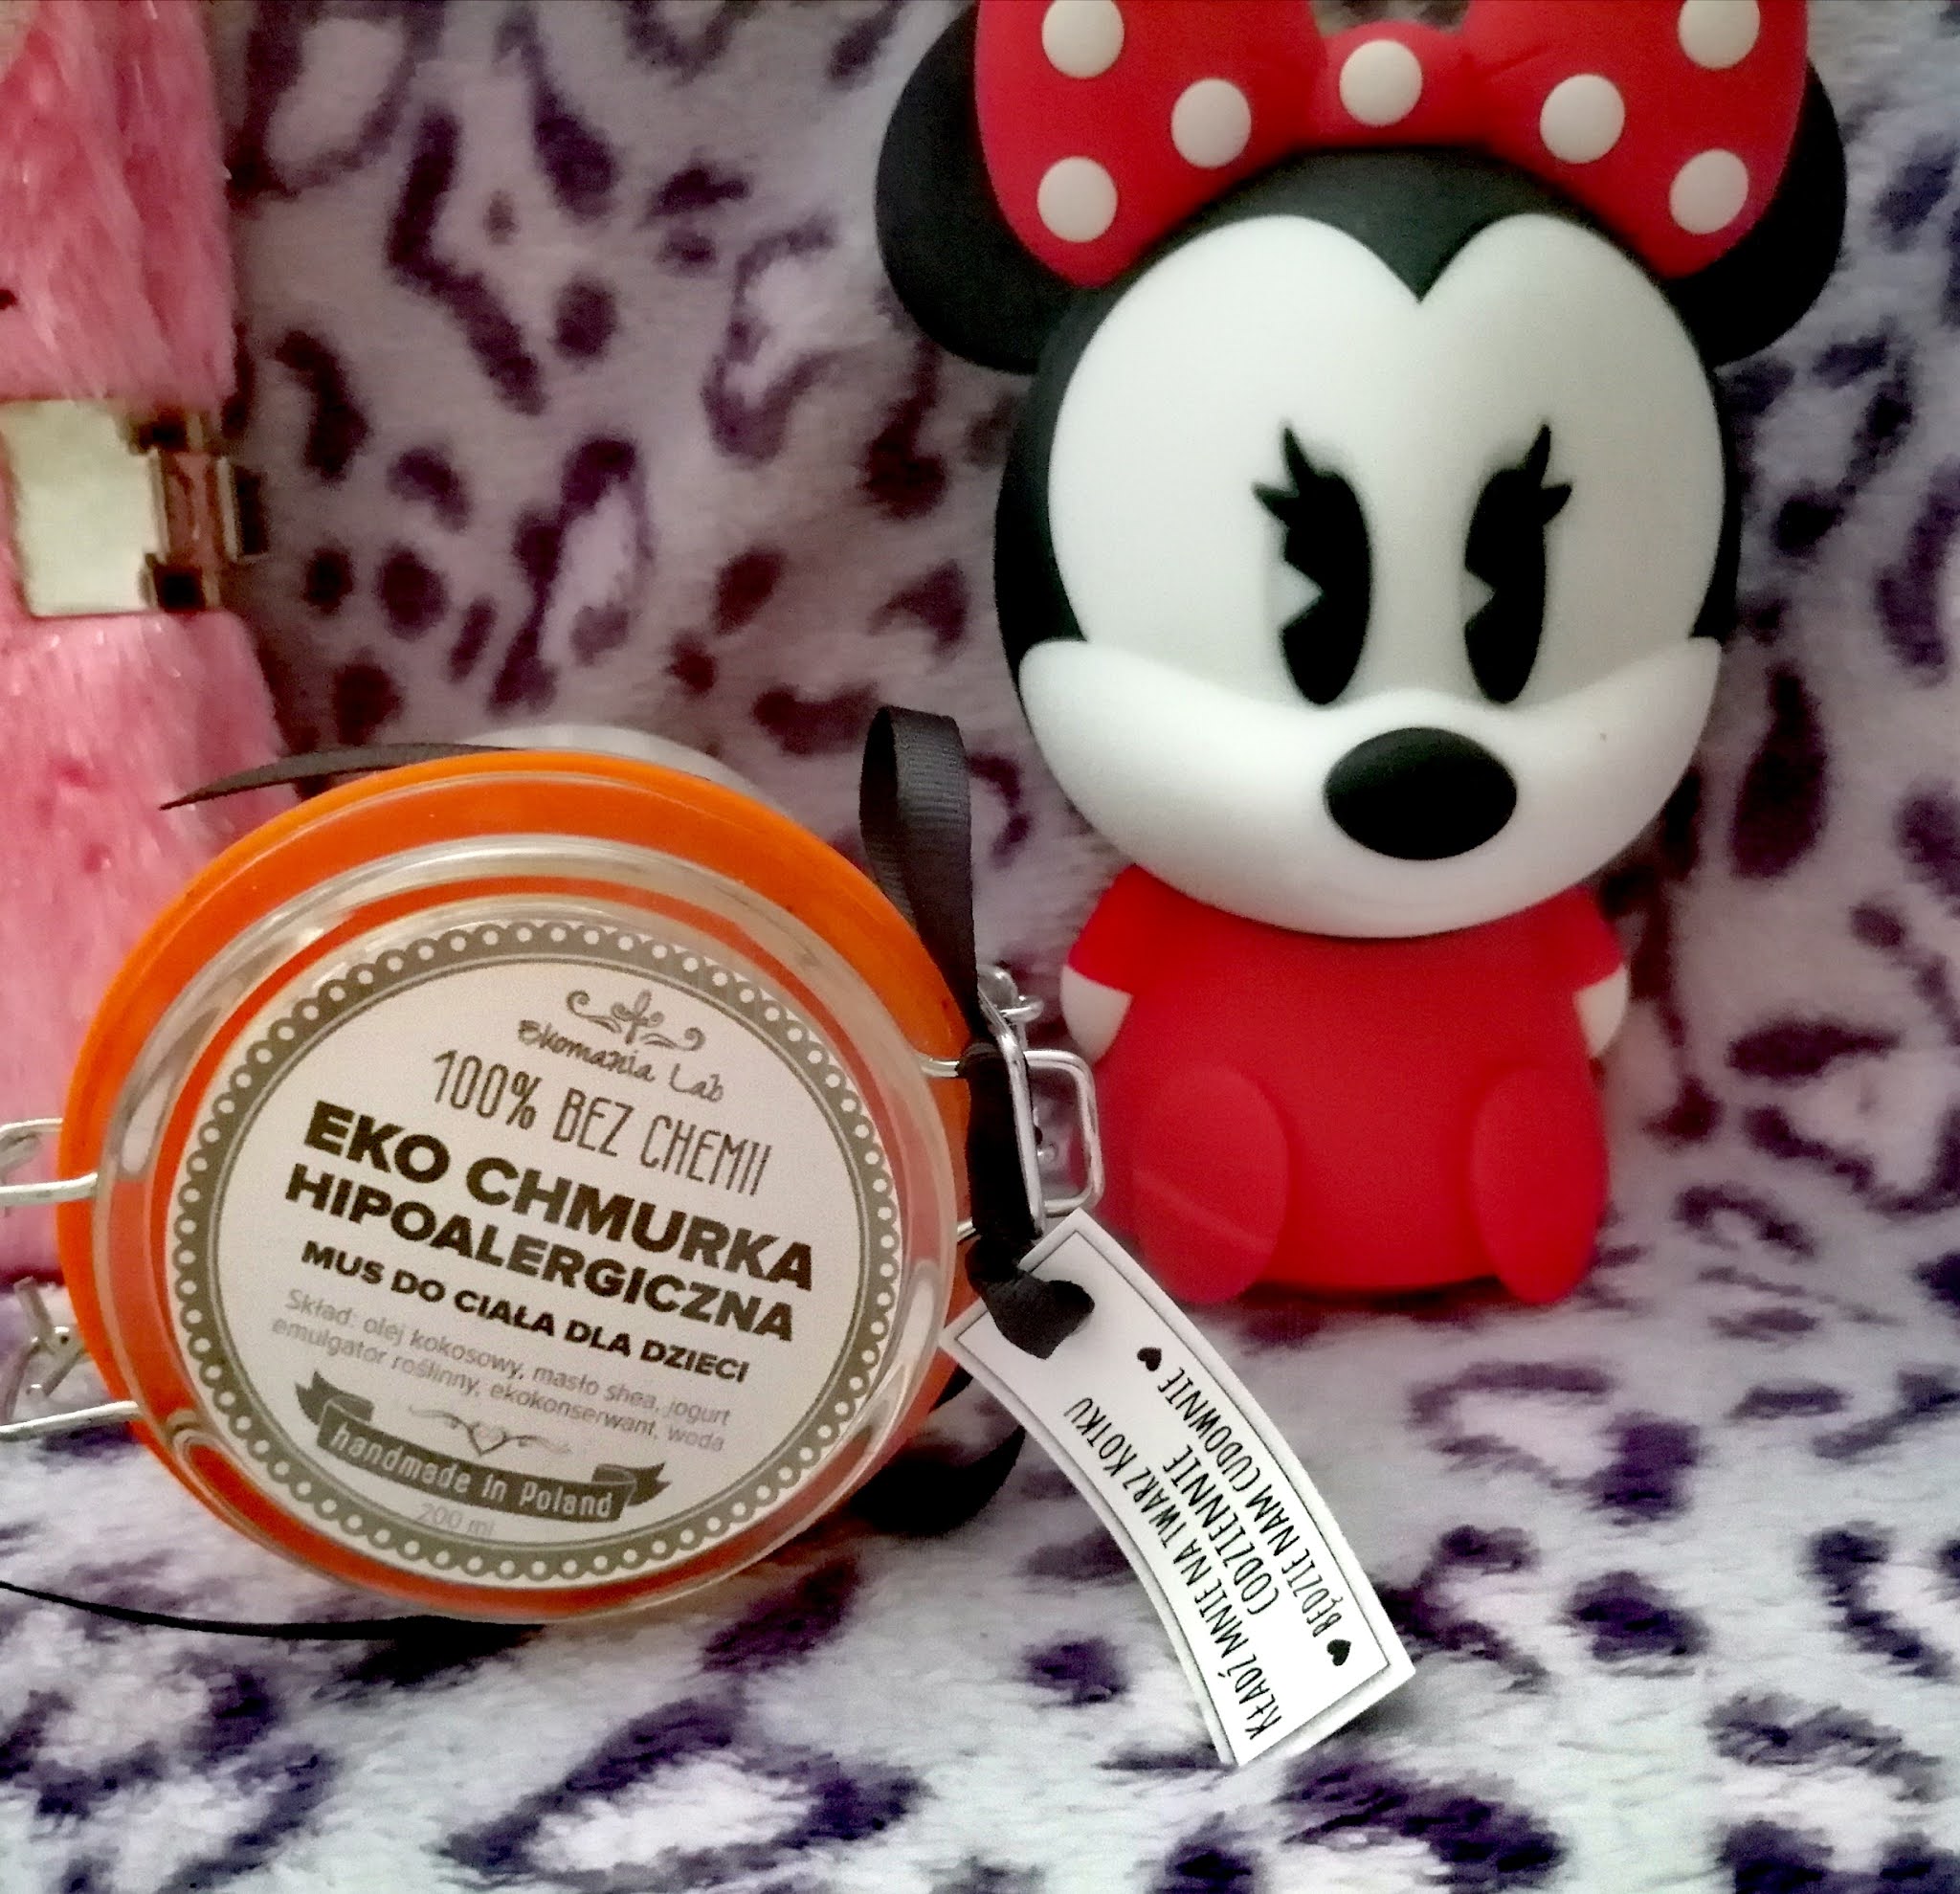 Ekomania Lab
100% BEZ CHEMII
EKO CHMURKA
HIPOALERGICZNA
MUS DO CIAŁA DLA DZIECI
Skład: olej kokosowy, masło shea, jogurt
emulgator roślinny, ekokonserwant, woda
handmade in Poland
200 ml
KŁADŹ MNIE NA TWARZ KOTKU
CODZIENNIE
♥ BĘDZIE NAM CUDOWNIE ♥